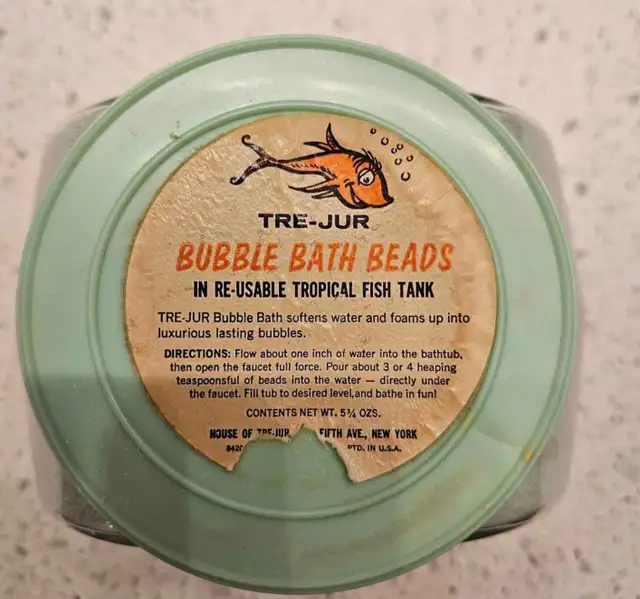 TRE-JUR
BUBBLE BATH BEADS
IN RE-USABLE TROPICAL FISH TANK
TRE-JUR Bubble Bath softens water and foams up into
luxurious lasting bubbles.
DIRECTIONS: Flow about one inch of water into the bathtub,
then open the faucet full force. Pour about 3 or 4 heaping
teaspoonsful of beads into the water — directly under
the faucet. Fill tub to desired level, and bathe in fun!
CONTENTS NET WT. 5¾ OZS.
HOUSE OF TRE-JUR, FIFTH AVE., NEW YORK
PTD. IN U.S.A.